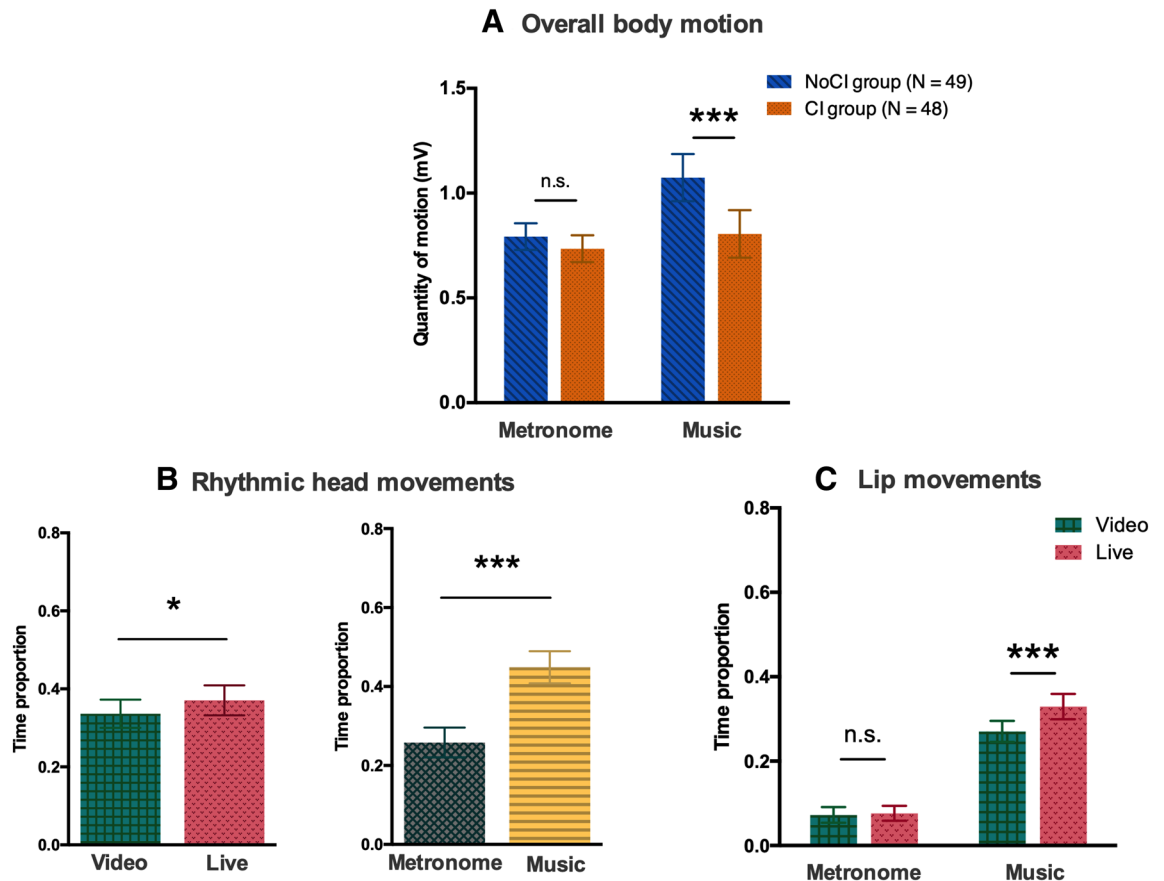 A Overall body motion
NoCI group (N = 49)
CI group (N = 48)
Quantity of motion (mV)
1.5
1.0
0.5
0.0
n.s.
***
Metronome
Music
B Rhythmic head movements
Time proportion
0.8
0.6
0.4
0.2
0.0
*
Video
Live
Time proportion
0.8
0.6
0.4
0.2
0.0
***
Metronome
Music
C Lip movements
Video
Live
Time proportion
0.8
0.6
0.4
0.2
0.0
n.s.
***
Metronome
Music